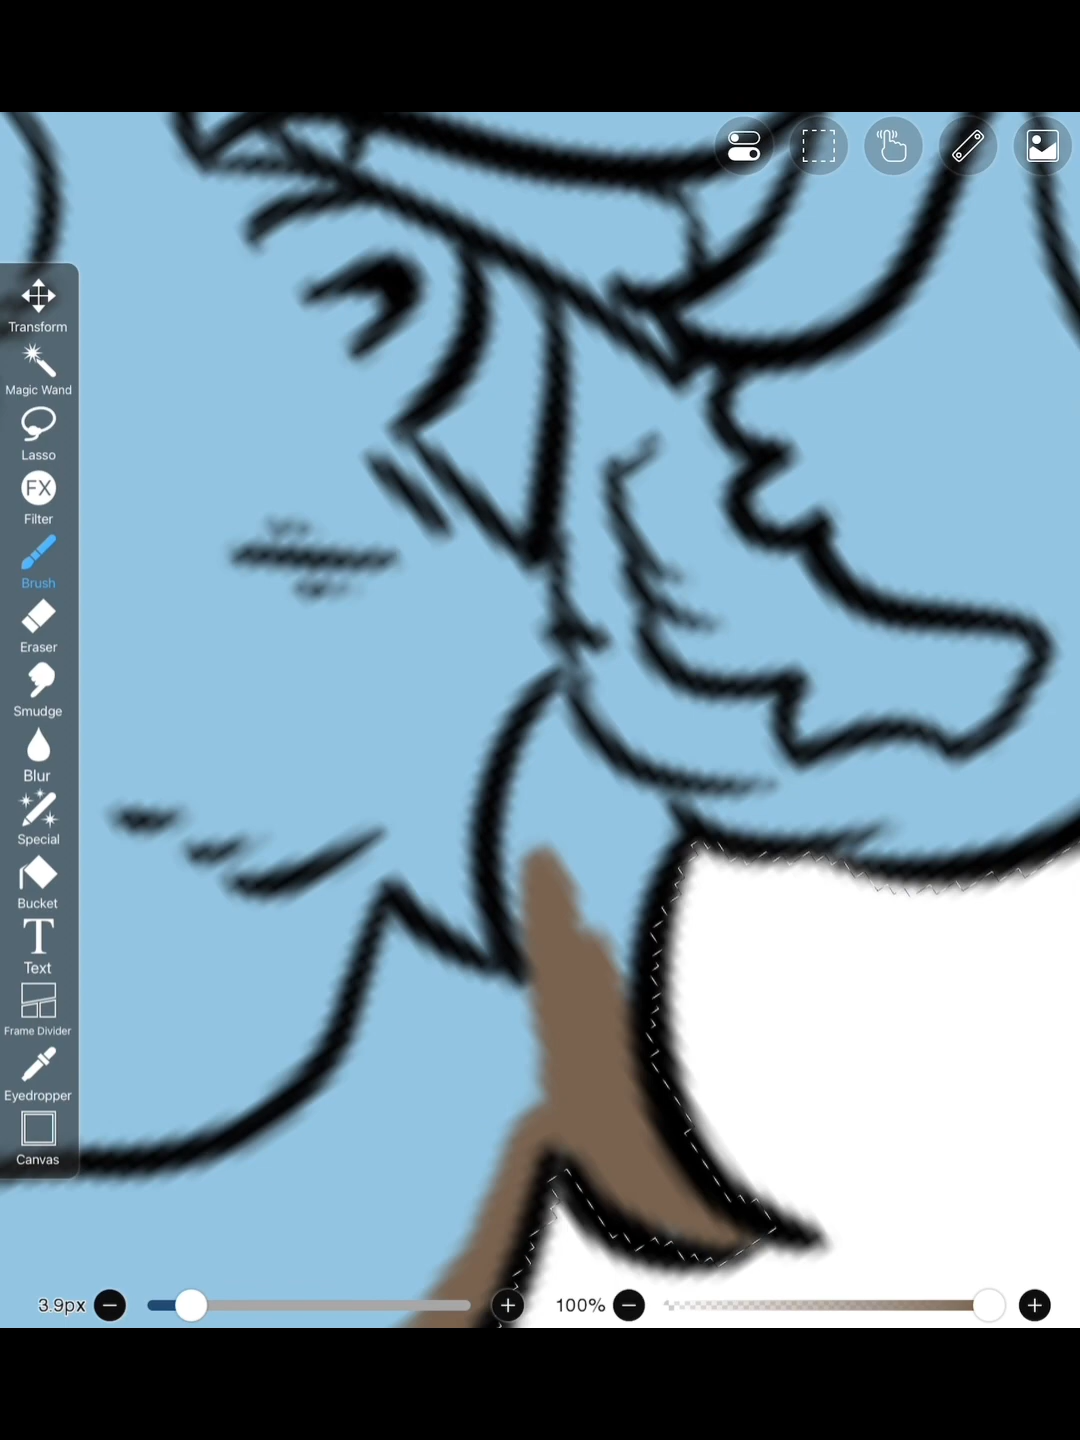 Transform
Magic Wand
Lasso
FX
Filter
Brush
Eraser
Smudge
Blur
Special
Bucket
T
Text
Frame Divider
Eyedropper
Canvas
3.9px
100%